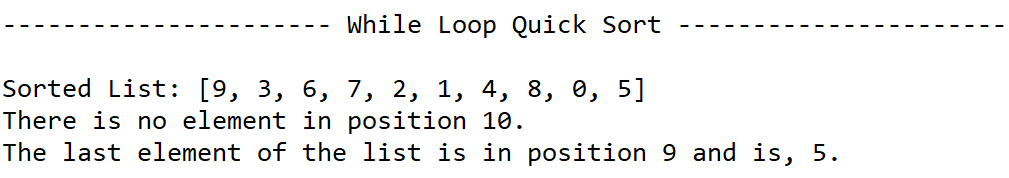 ---------------------- While Loop Quick Sort ----------------------
Sorted List: [9, 3, 6, 7, 2, 1, 4, 8, 0, 5]
There is no element in position 10.
The last element of the list is in position 9 and is, 5.